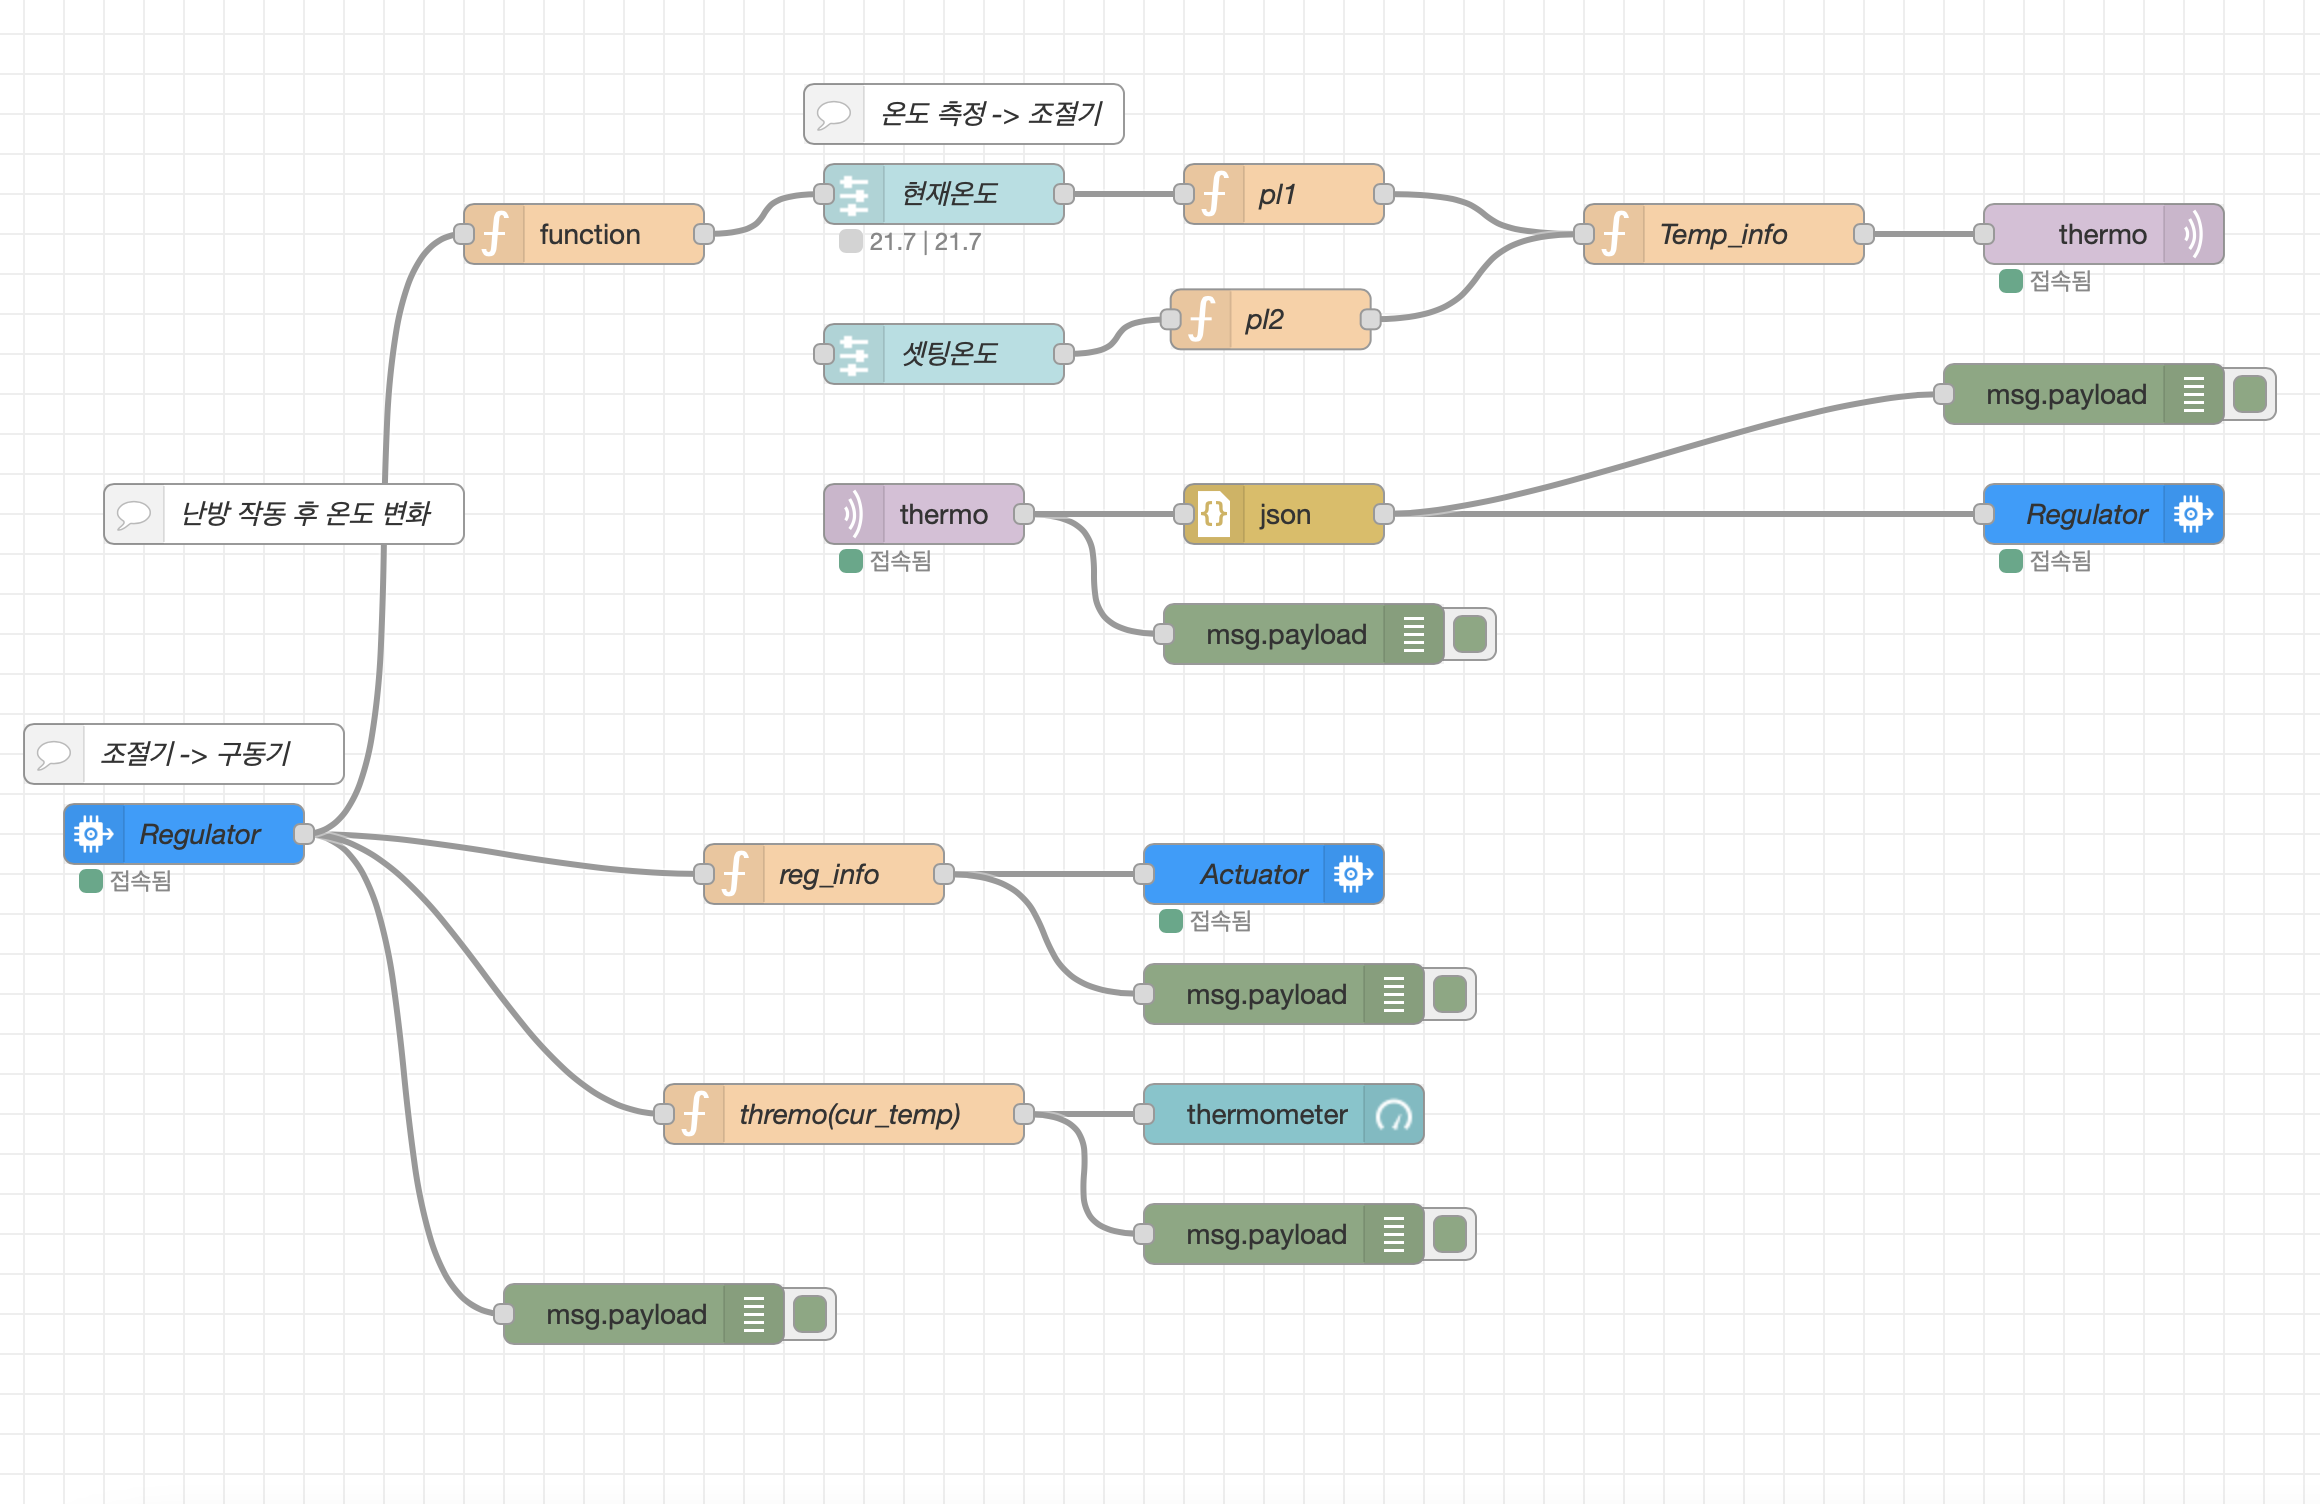 온도 측정 -> 조절기
현재온도
pl1
function
Temp_info
thermo
21.7 | 21.7
접속됨
pl2
셋팅온도
msg.payload
난방 작동 후 온도 변화
thermo
json
Regulator
접속됨
접속됨
msg.payload
조절기 -> 구동기
Regulator
접속됨
reg_info
Actuator
접속됨
msg.payload
thremo(cur_temp)
thermometer
msg.payload
msg.payload